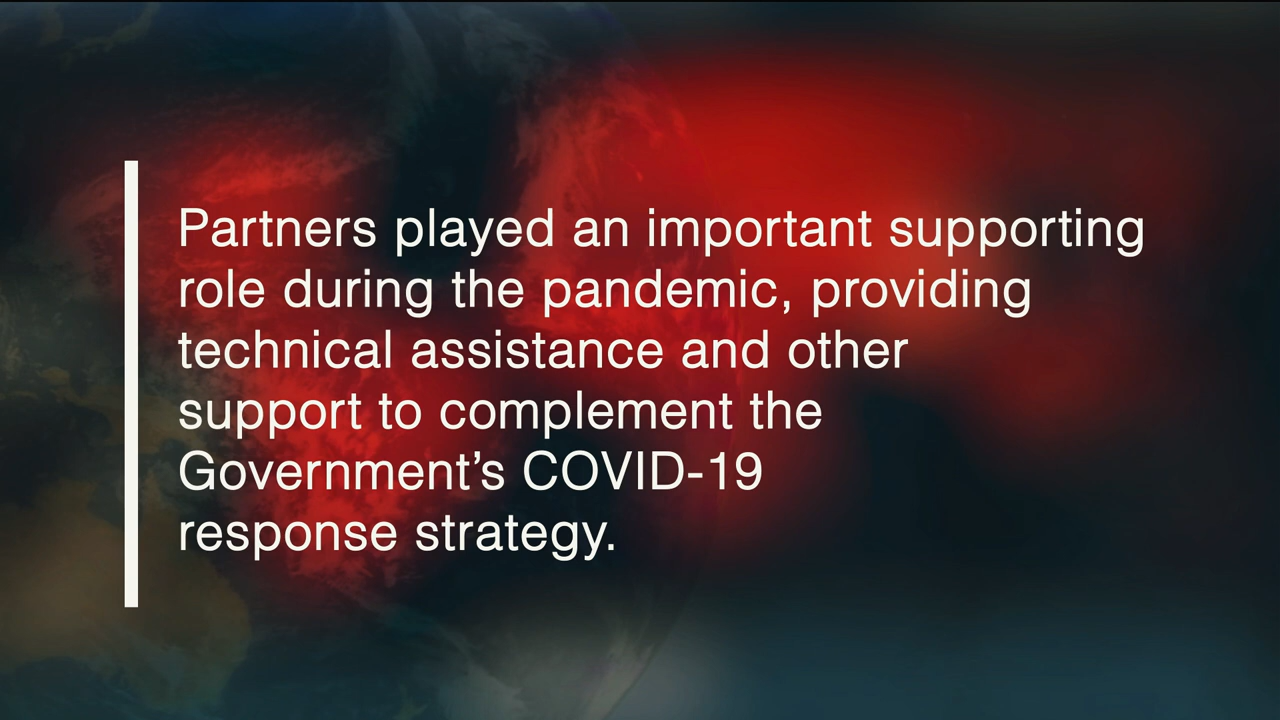 Partners played an important supporting
role during the pandemic, providing
technical assistance and other
support to complement the
Government’s COVID-19
response strategy.